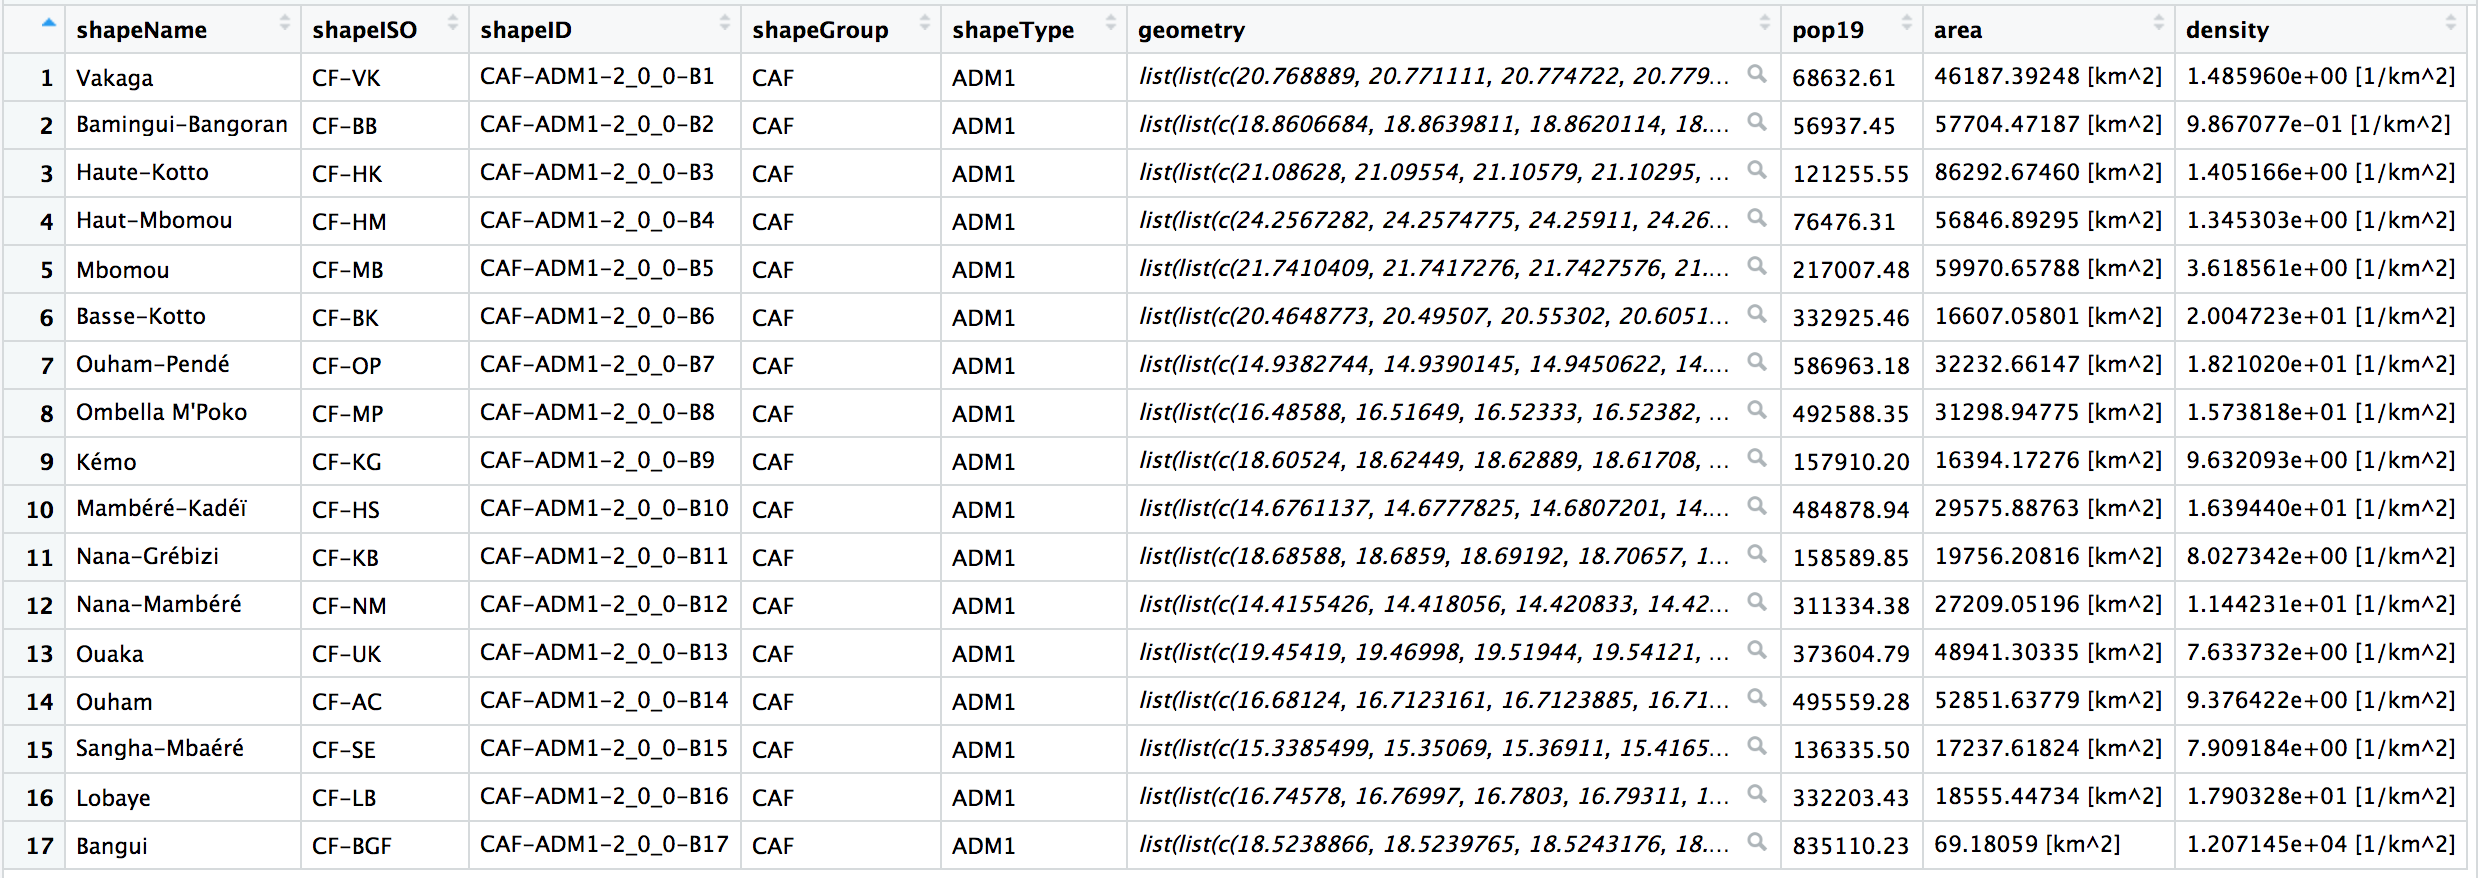 shapeName shapeISO shapeID shapeGroup shapeType geometry pop19 area density
1 Vakaga CF-VK CAF-ADM1-2_0_0-B1 CAF ADM1 list(list(c(20.768889, 20.771111, 20.774722, 20.779... 68632.61 46187.39248 [km^2] 1.485960e+00 [1/km^2]
2 Bamingui-Bangoran CF-BB CAF-ADM1-2_0_0-B2 CAF ADM1 list(list(c(18.8606684, 18.8639811, 18.8620114, 18.... 56937.45 57704.47187 [km^2] 9.867077e-01 [1/km^2]
3 Haute-Kotto CF-HK CAF-ADM1-2_0_0-B3 CAF ADM1 list(list(c(21.08628, 21.09554, 21.10579, 21.10295, ... 121255.55 86292.67460 [km^2] 1.405166e+00 [1/km^2]
4 Haut-Mbomou CF-HM CAF-ADM1-2_0_0-B4 CAF ADM1 list(list(c(24.2567282, 24.2574775, 24.25911, 24.26... 76476.31 56846.89295 [km^2] 1.345303e+00 [1/km^2]
5 Mbomou CF-MB CAF-ADM1-2_0_0-B5 CAF ADM1 list(list(c(21.7410409, 21.7417276, 21.7427576, 21.... 217007.48 59970.65788 [km^2] 3.618561e+00 [1/km^2]
6 Basse-Kotto CF-BK CAF-ADM1-2_0_0-B6 CAF ADM1 list(list(c(20.4648773, 20.49507, 20.55302, 20.6051... 332925.46 16607.05801 [km^2] 2.004723e+01 [1/km^2]
7 Ouham-Pendé CF-OP CAF-ADM1-2_0_0-B7 CAF ADM1 list(list(c(14.9382744, 14.9390145, 14.9450622, 14.... 586963.18 32232.66147 [km^2] 1.821020e+01 [1/km^2]
8 Ombella M'Poko CF-MP CAF-ADM1-2_0_0-B8 CAF ADM1 list(list(c(16.48588, 16.51649, 16.52333, 16.52382, ... 492588.35 31298.94775 [km^2] 1.573818e+01 [1/km^2]
9 Kémo CF-KG CAF-ADM1-2_0_0-B9 CAF ADM1 list(list(c(18.60524, 18.62449, 18.62889, 18.61708, ... 157910.20 16394.17276 [km^2] 9.632093e+00 [1/km^2]
10 Mambéré-Kadéï CF-HS CAF-ADM1-2_0_0-B10 CAF ADM1 list(list(c(14.6761137, 14.6777825, 14.6807201, 14.... 484878.94 29575.88763 [km^2] 1.639440e+01 [1/km^2]
11 Nana-Grébizi CF-KB CAF-ADM1-2_0_0-B11 CAF ADM1 list(list(c(18.68588, 18.6859, 18.69192, 18.70657, 1... 158589.85 19756.20816 [km^2] 8.027342e+00 [1/km^2]
12 Nana-Mambéré CF-NM CAF-ADM1-2_0_0-B12 CAF ADM1 list(list(c(14.4155426, 14.418056, 14.420833, 14.42... 311334.38 27209.05196 [km^2] 1.144231e+01 [1/km^2]
13 Ouaka CF-UK CAF-ADM1-2_0_0-B13 CAF ADM1 list(list(c(19.45419, 19.46998, 19.51944, 19.54121, ... 373604.79 48941.30335 [km^2] 7.633732e+00 [1/km^2]
14 Ouham CF-AC CAF-ADM1-2_0_0-B14 CAF ADM1 list(list(c(16.68124, 16.7123161, 16.7123885, 16.71... 495559.28 52851.63779 [km^2] 9.376422e+00 [1/km^2]
15 Sangha-Mbaéré CF-SE CAF-ADM1-2_0_0-B15 CAF ADM1 list(list(c(15.3385499, 15.35069, 15.36911, 15.4165... 136335.50 17237.61824 [km^2] 7.909184e+00 [1/km^2]
16 Lobaye CF-LB CAF-ADM1-2_0_0-B16 CAF ADM1 list(list(c(16.74578, 16.76997, 16.7803, 16.79311, 1... 332203.43 18555.44734 [km^2] 1.790328e+01 [1/km^2]
17 Bangui CF-BGF CAF-ADM1-2_0_0-B17 CAF ADM1 list(list(c(18.5238866, 18.5239765, 18.5243176, 18.... 835110.23 69.18059 [km^2] 1.207145e+04 [1/km^2]